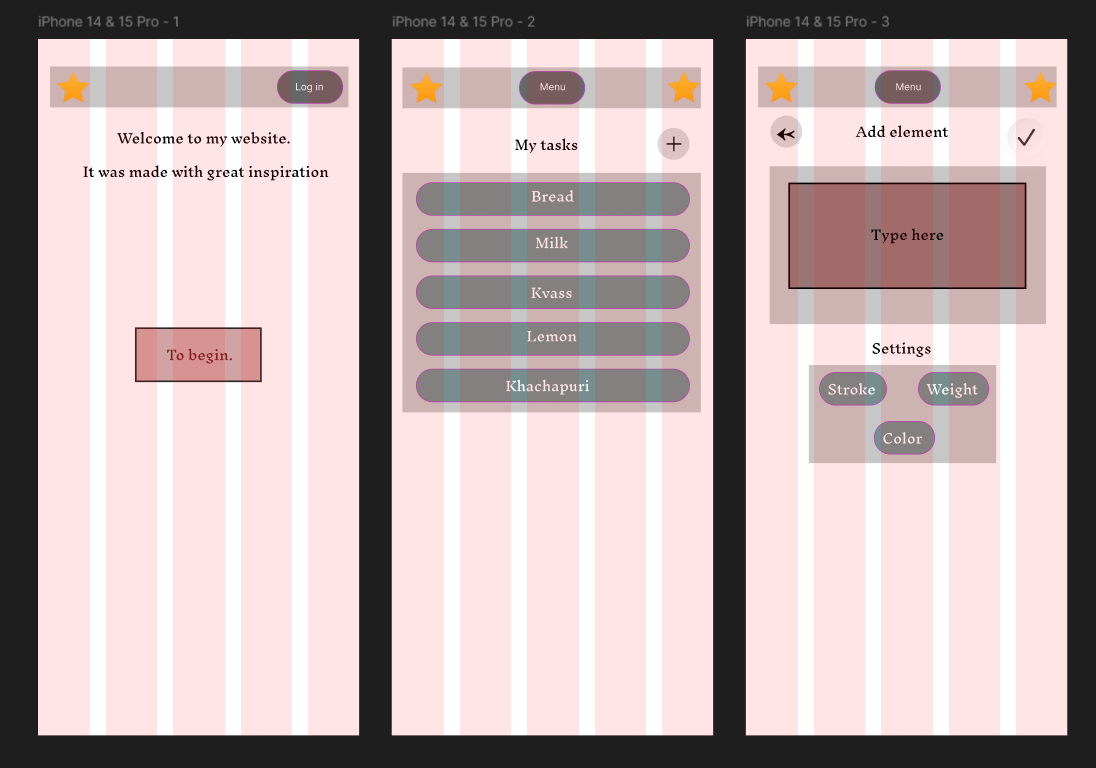 iPhone 14 & 15 Pro - 1
Log in
Welcome to my website.
It was made with great inspiration
To begin.
iPhone 14 & 15 Pro - 2
Menu
My tasks
Bread
Milk
Kvass
Lemon
Khachapuri
iPhone 14 & 15 Pro - 3
Menu
Add element
Type here
Settings
Stroke
Weight
Color